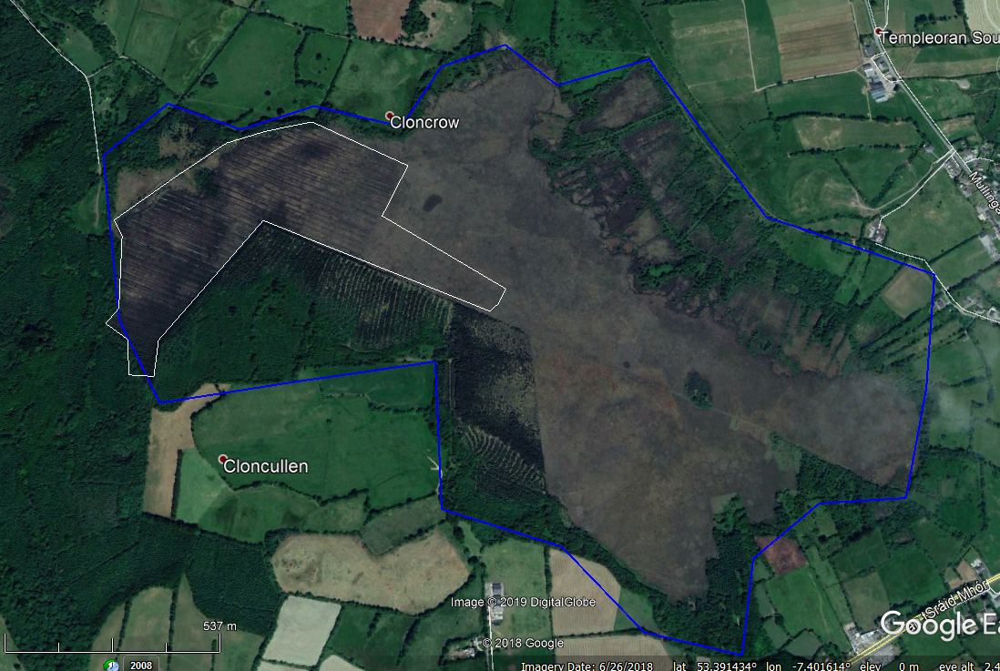 Templeoran Sou
Cloncrow
Mullinga
Cloncullen
Image © 2019 DigitalGlobe
© 2018 Google
537 m
Sráid Mhór
Google Ea
2008
Imagery Date: 6/26/2018 lat 53.391434° lon -7.401614° elev 0 m eye alt 2.4